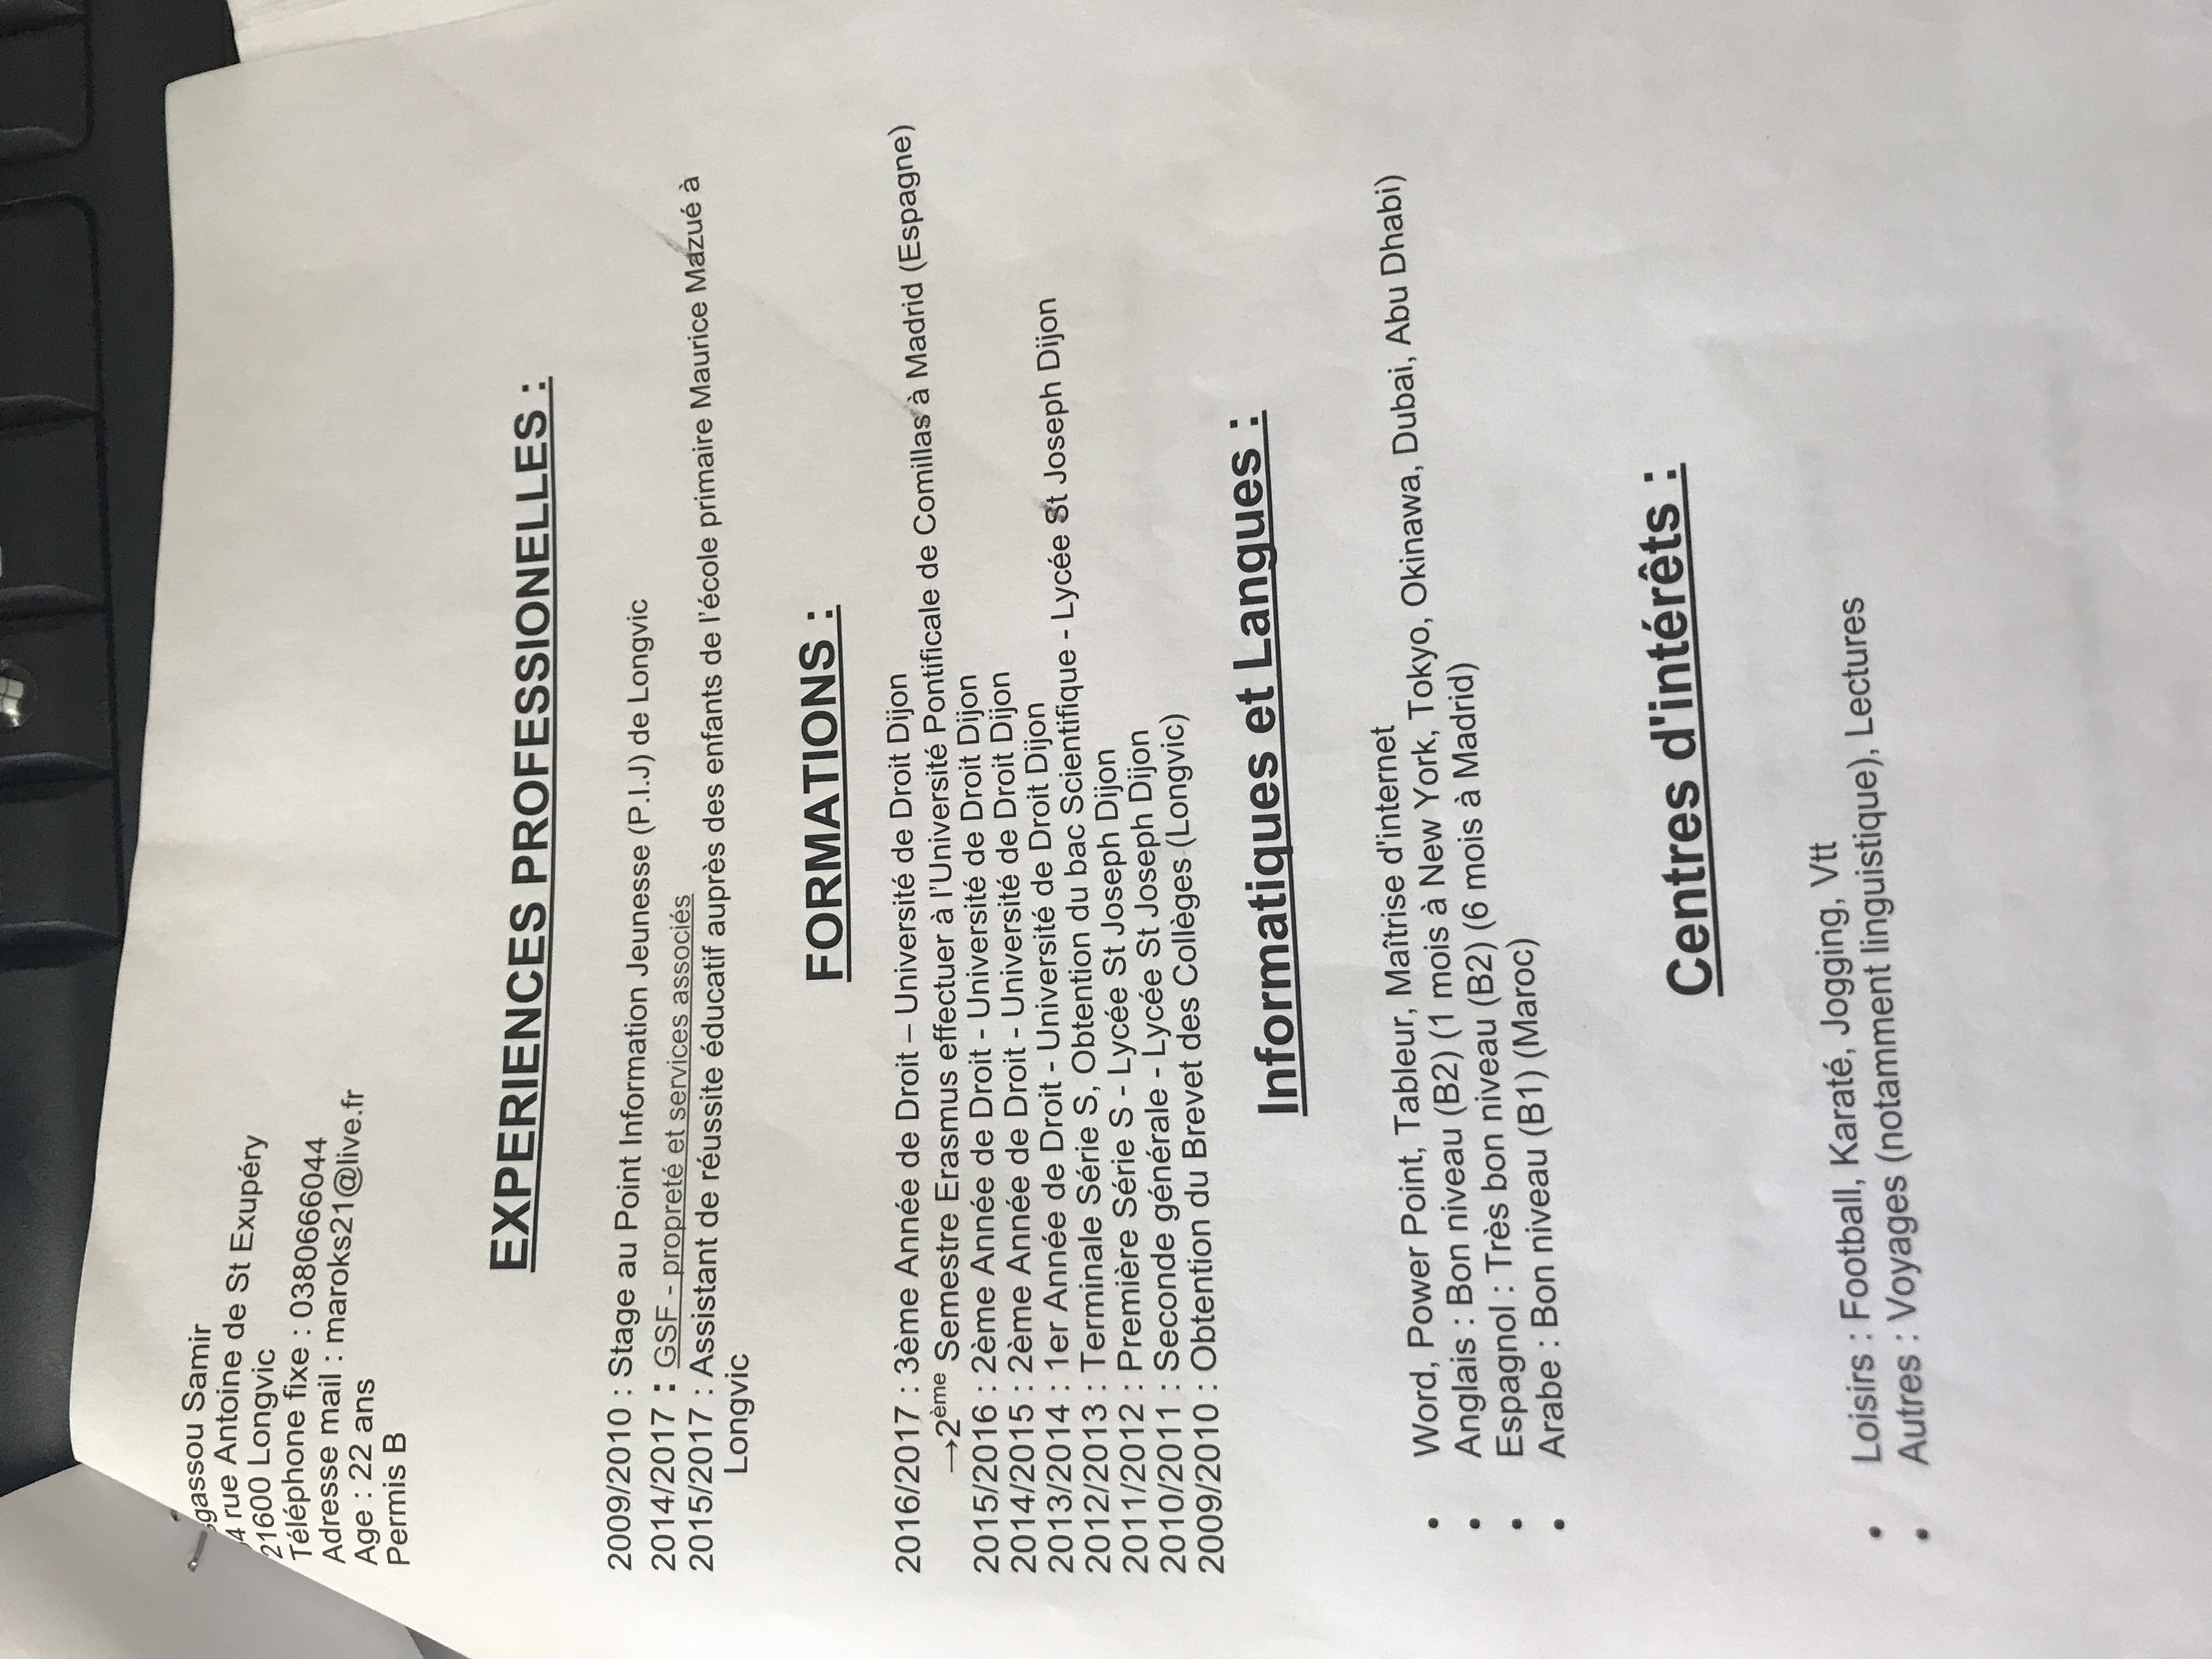 Samir
rue Antoine de St Exupéry
21600 Longvic
Téléphone fixe : 0380666044
Adresse mail : maroks21@live.fr
Age : 22 ans
Permis B
EXPERIENCES PROFESSIONELLES :
2009/2010 : Stage au Point Information Jeunesse (P.I.J) de Longvic
2014/2017 : GSF - propreté et services associés
2015/2017 : Assistant de réussite éducatif auprès des enfants de l'école primaire Maurice Mazué à
Longvic
FORMATIONS :
2016/2017 : 3ème Année de Droit – Université de Droit Dijon
→2ème Semestre Erasmus effectuer à l'Université Pontificale de Comillas à Madrid (Espagne)
2015/2016 : 2ème Année de Droit - Université de Droit Dijon
2014/2015 : 2ème Année de Droit - Université de Droit Dijon
2013/2014 : 1er Année de Droit - Université de Droit Dijon
2012/2013 : Terminale Série S, Obtention du bac Scientifique - Lycée St Joseph Dijon
2011/2012 : Première Série S - Lycée St Joseph Dijon
2010/2011 : Seconde générale - Lycée St Joseph Dijon
2009/2010 : Obtention du Brevet des Collèges (Longvic)
Informatiques et Langues :
• Word, Power Point, Tableur, Maîtrise d'internet
• Anglais : Bon niveau (B2) (1 mois à New York, Tokyo, Okinawa, Dubai, Abu Dhabi)
• Espagnol : Très bon niveau (B2) (6 mois à Madrid)
• Arabe : Bon niveau (B1) (Maroc)
Centres d'intérêts :
• Loisirs : Football, Karaté, Jogging, Vtt
• Autres : Voyages (notamment linguistique), Lectures